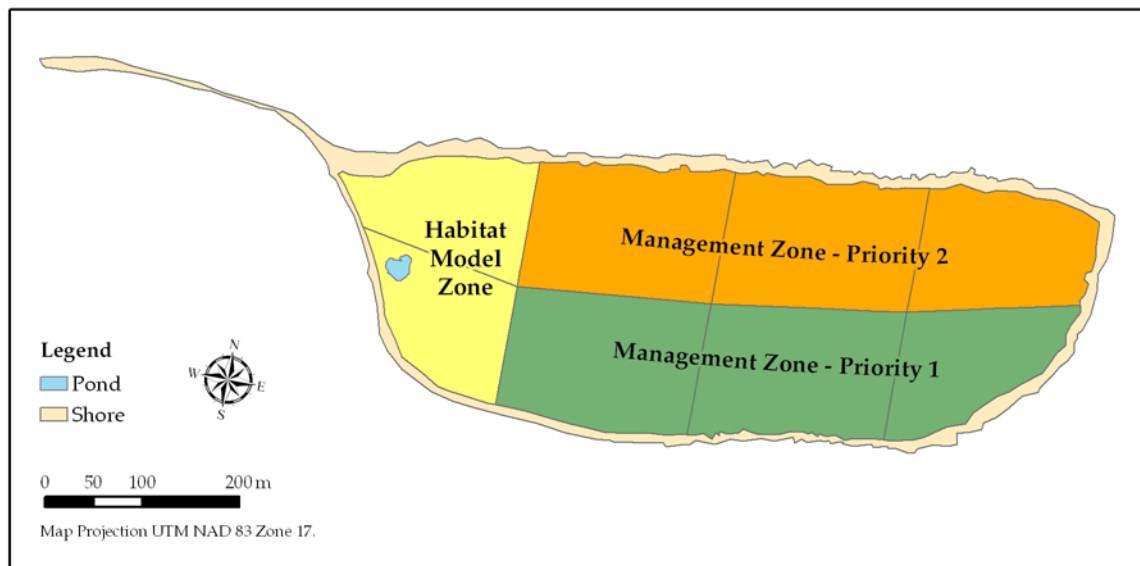 Habitat
Model
Zone
Management Zone - Priority 2
Management Zone - Priority 1
Legend
Pond
Shore
N
W
E
S
0 50 100 200 m
Map Projection UTM NAD 83 Zone 17.